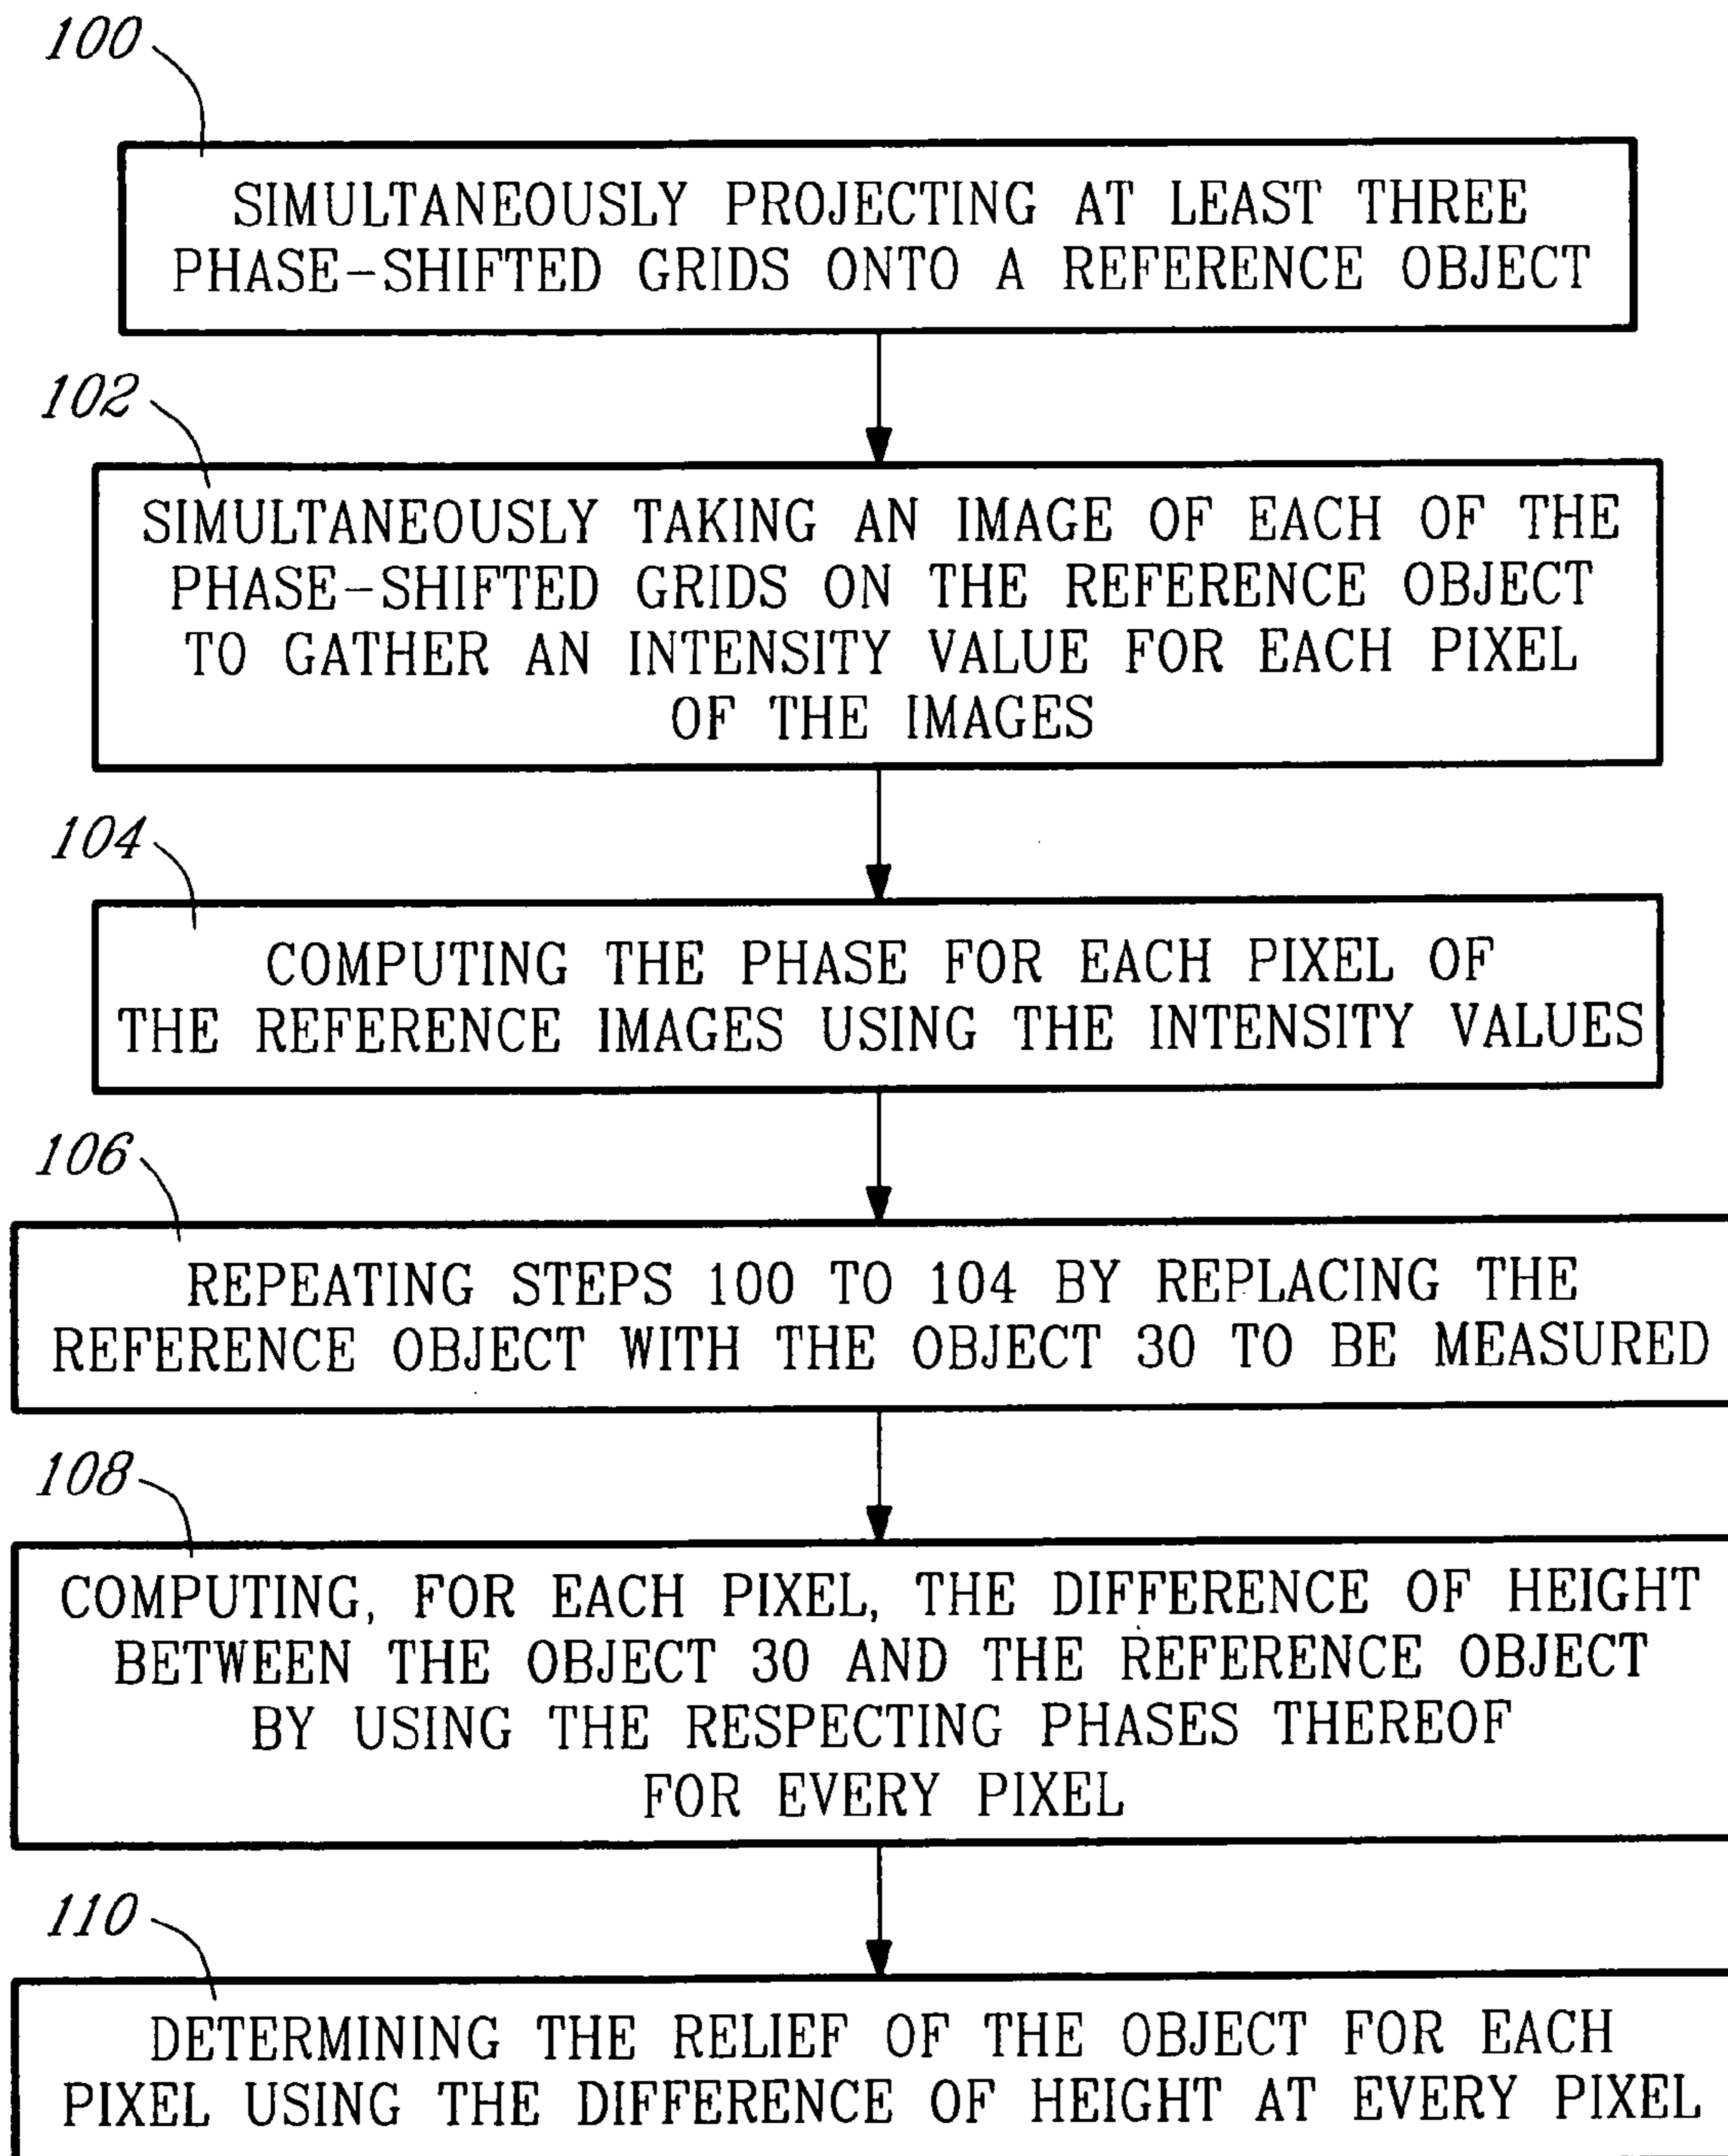 100
SIMULTANEOUSLY PROJECTING AT LEAST THREE
PHASE-SHIFTED GRIDS ONTO A REFERENCE OBJECT
102
SIMULTANEOUSLY TAKING AN IMAGE OF EACH OF THE
PHASE-SHIFTED GRIDS ON THE REFERENCE OBJECT
TO GATHER AN INTENSITY VALUE FOR EACH PIXEL
OF THE IMAGES
104
COMPUTING THE PHASE FOR EACH PIXEL OF
THE REFERENCE IMAGES USING THE INTENSITY VALUES
106
REPEATING STEPS 100 TO 104 BY REPLACING THE
REFERENCE OBJECT WITH THE OBJECT 30 TO BE MEASURED
108
COMPUTING, FOR EACH PIXEL, THE DIFFERENCE OF HEIGHT
BETWEEN THE OBJECT 30 AND THE REFERENCE OBJECT
BY USING THE RESPECTING PHASES THEREOF
FOR EVERY PIXEL
110
DETERMINING THE RELIEF OF THE OBJECT FOR EACH
PIXEL USING THE DIFFERENCE OF HEIGHT AT EVERY PIXEL